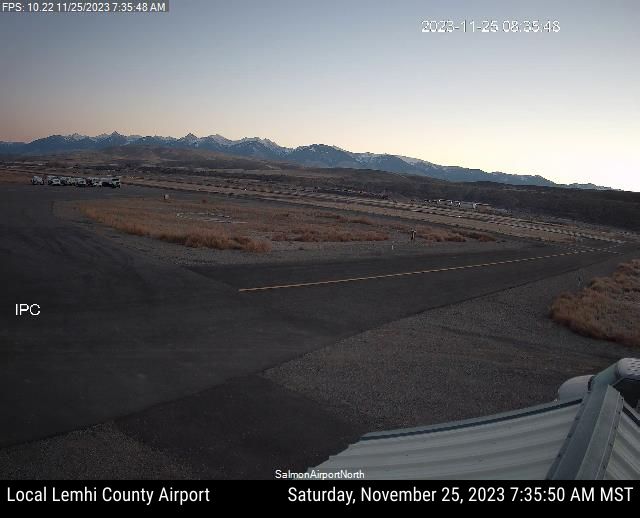 FPS: 10.22 11/25/2023 7:35:48 AM
2023-11-25 08:35:48
IPC
SalmonAirportNorth
Local Lemhi County Airport Saturday, November 25, 2023 7:35:50 AM MST